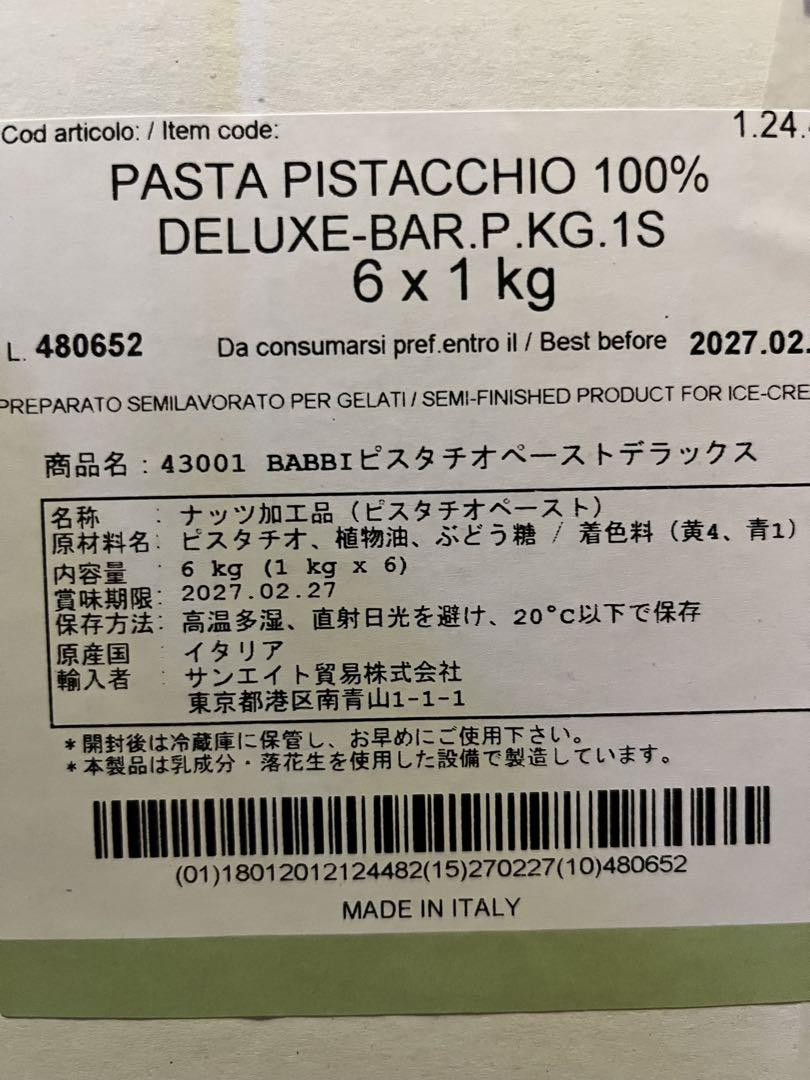 Cod articolo: / Item code:
1.24.
PASTA PISTACCHIO 100%
DELUXE-BAR.P.KG.1S
6 x 1 kg
L. 480652 Da consumarsi pref.entro il / Best before 2027.02.
PREPARATO SEMILAVORATO PER GELATI / SEMI-FINISHED PRODUCT FOR ICE-CRE
商品名 : 43001 BABBIピスタチオペーストデラックス
名称 : ナッツ加工品 (ピスタチオペースト)
原材料名: ピスタチオ、植物油、ぶどう糖 / 着色料 (黄4、青1)
内容量 : 6 kg (1 kg x 6)
賞味期限: 2027.02.27
保存方法: 高温多湿、直射日光を避け、20°C以下で保存
原産国 : イタリア
輸入者 : サンエイト貿易株式会社
東京都港区南青山1-1-1
*開封後は冷蔵庫に保管し、お早めにご使用下さい。
*本製品は乳成分・落花生を使用した設備で製造しています。
(01)18012012124482(15)270227(10)480652
MADE IN ITALY